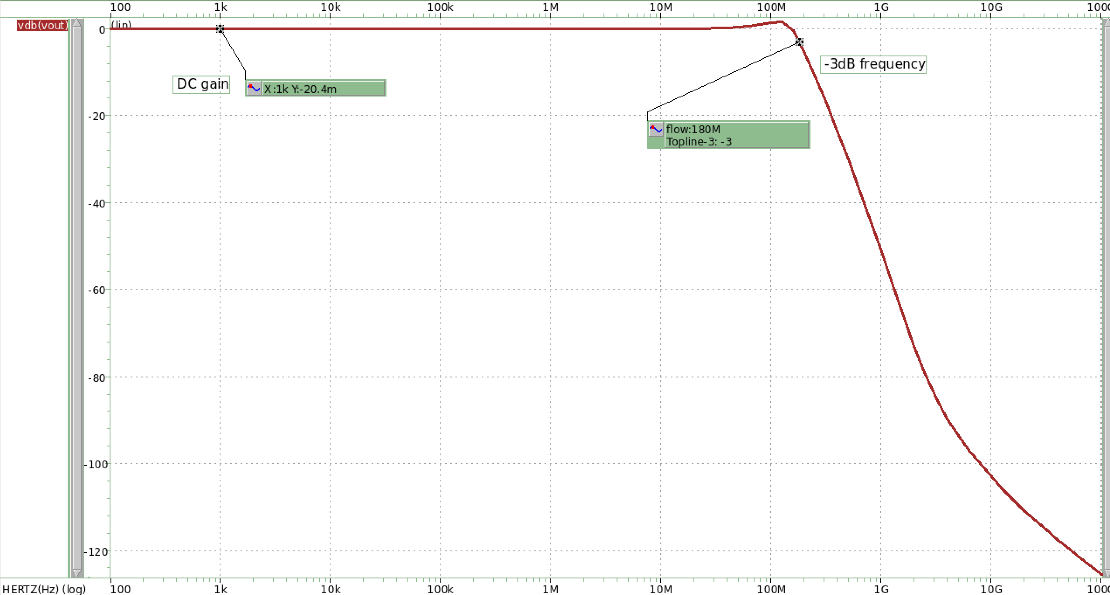 100 1k 10k 100k 1M 10M 100M 1G 10G 100
vdb(vout)
(lin)
0
-20
-40
-60
-80
-100
-120
DC gain
X:1k Y:-20.4m
-3dB frequency
flow:180M
Topline-3: -3
HERTZ(Hz) (log)
100 1k 10k 100k 1M 10M 100M 1G 10G 100